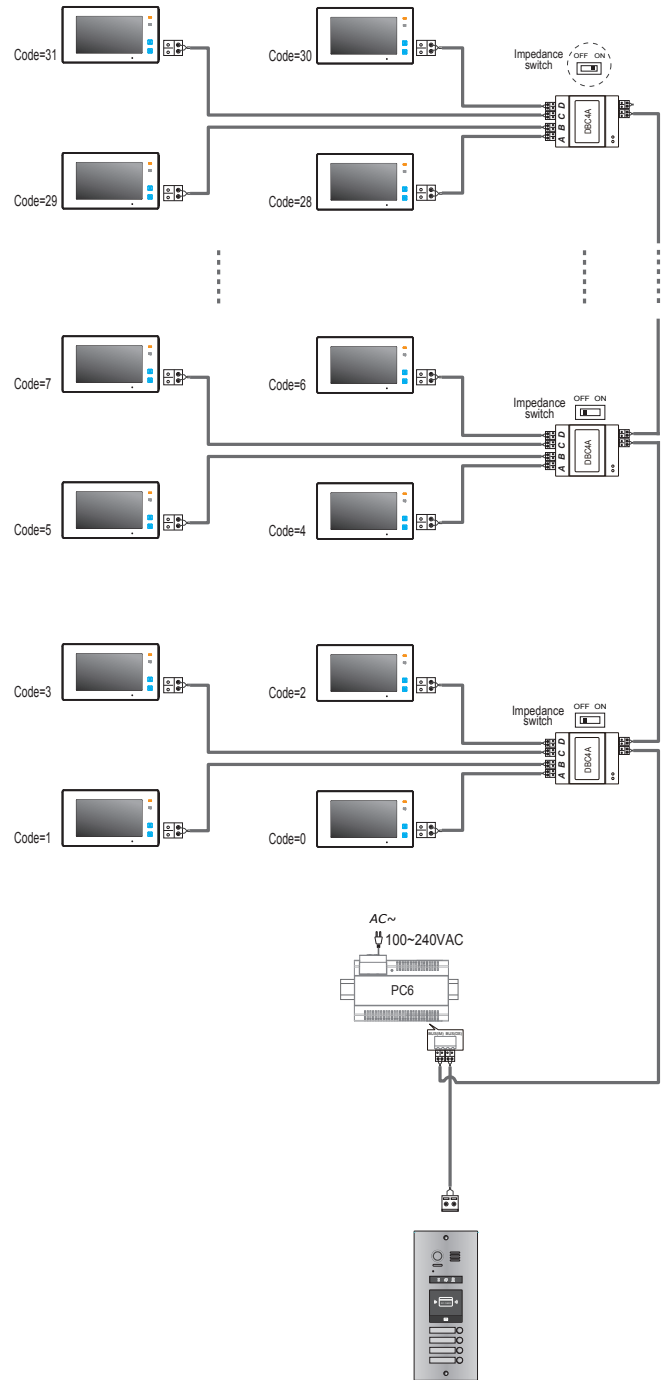 Code=31
Code=30
Impedance
switch
OFF ON
DBC4A
A B C D
Code=29
Code=28
Code=7
Code=6
Impedance
switch
OFF ON
DBC4A
A B C D
Code=5
Code=4
Code=3
Code=2
Impedance
switch
OFF ON
DBC4A
A B C D
Code=1
Code=0
AC~
100~240VAC
PC6